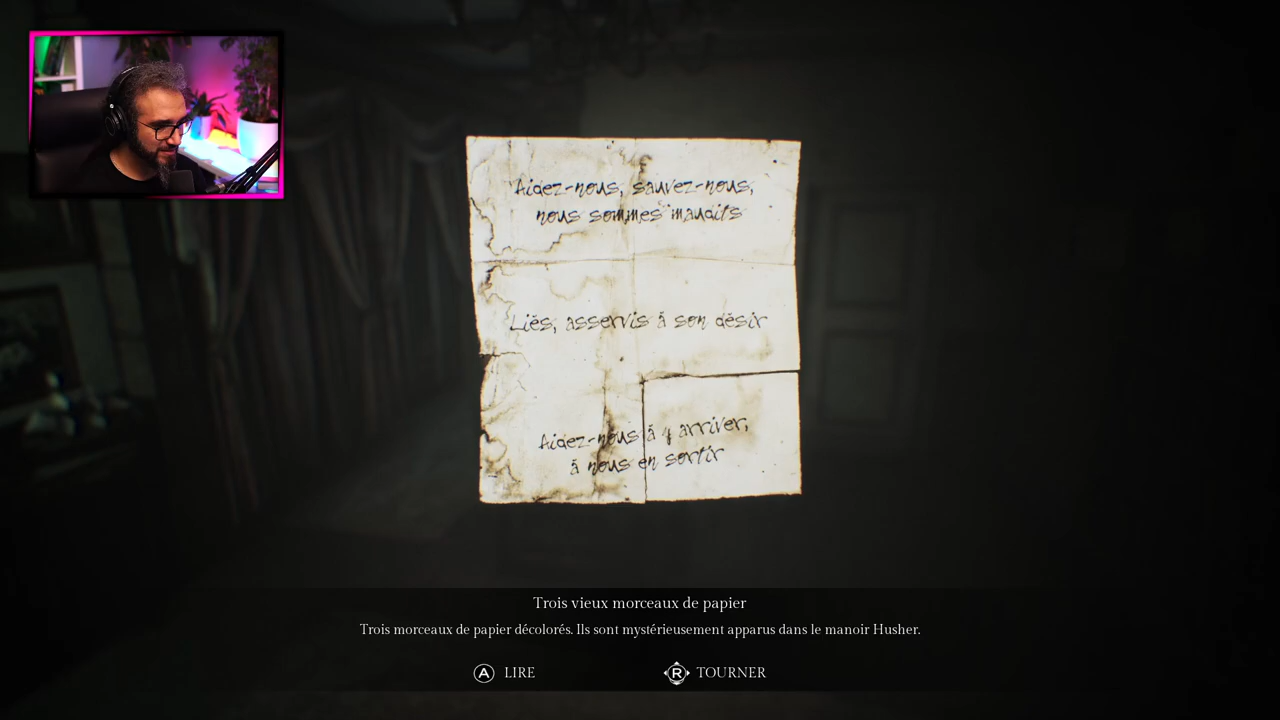 Aidez-nous, sauvez-nous,
nous sommes maudits
Liés, asservis à son désir
Aidez-nous à y arriver,
à nous en sortir
Trois vieux morceaux de papier
Trois morceaux de papier décolorés. Ils sont mystérieusement apparus dans le manoir Husher.
A LIRE
R TOURNER